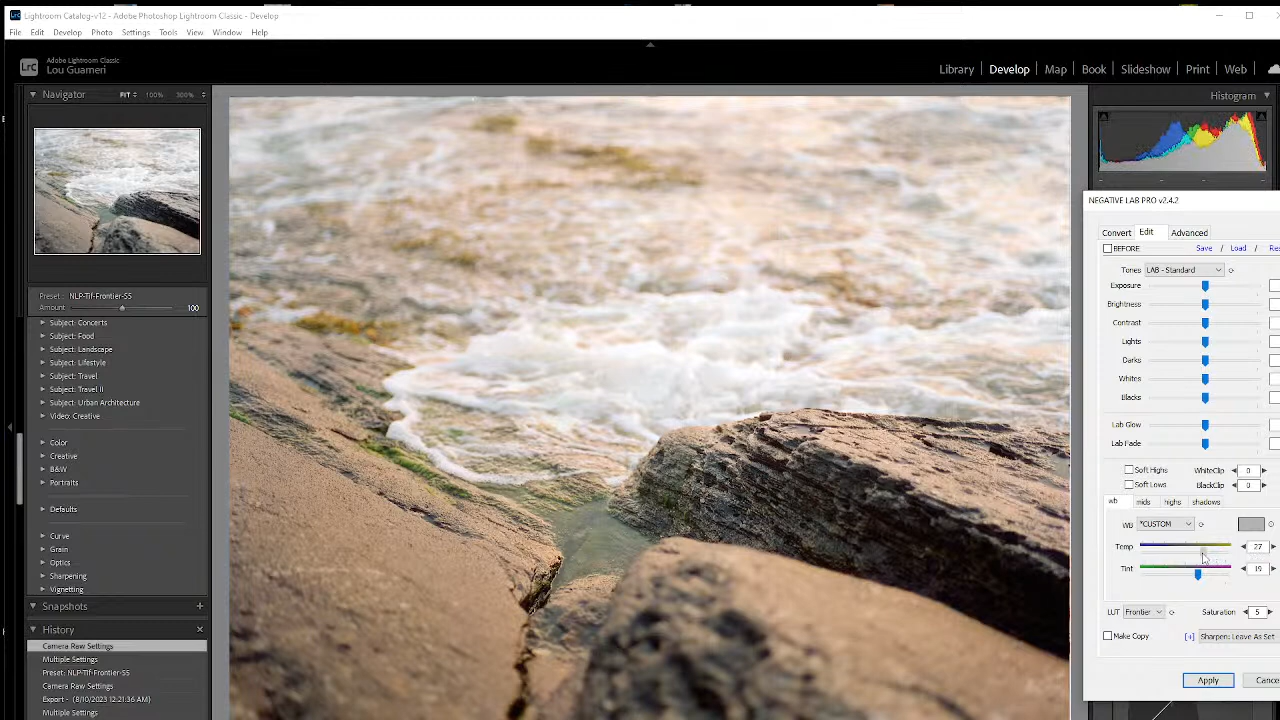 Lrc Lightroom Catalog-v12 - Adobe Photoshop Lightroom Classic - Develop
File Edit Develop Photo Settings Tools View Window Help
LrC Adobe Lightroom Classic
Lou Guarneri
Library | Develop | Map | Book | Slideshow | Print | Web
Navigator FIT 100% 300%
Histogram
Preset : NLP-Tif-Frontier-S5
Amount 100
Subject: Concerts
Subject: Food
Subject: Landscape
Subject: Lifestyle
Subject: Travel
Subject: Travel II
Subject: Urban Architecture
Video: Creative
Color
Creative
B&W
Portraits
Defaults
Curve
Grain
Optics
Sharpening
Vignetting
Snapshots +
History
Camera Raw Settings
Multiple Settings
Preset: NLP-Tif-Frontier-S5
Camera Raw Settings
Export - (8/10/2023 12:21:36 AM)
Multiple Settings
NEGATIVE LAB PRO v2.4.2
Convert Edit Advanced
BEFORE Save / Load /
Tones LAB - Standard
Exposure
Brightness
Contrast
Lights
Darks
Whites
Blacks
Lab Glow
Lab Fade
Soft Highs WhiteClip 0
Soft Lows BlackClip 0
wb mids highs shadows
WB *CUSTOM
Temp 27
Tint 19
LUT Frontier Saturation 5
Make Copy [+] Sharpen: Leave As Set
Apply